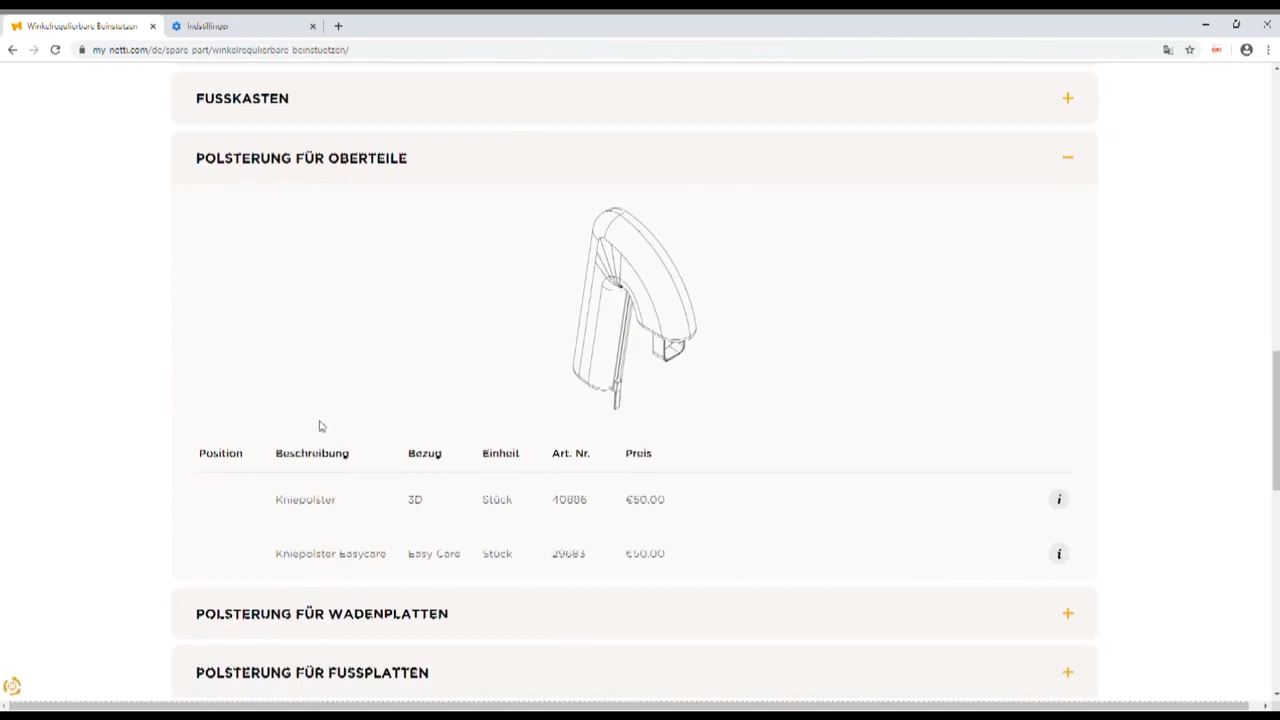 Winkelregulierbare Beinstützen
Indstillinger
my-netti.com/de/spare-part/winkelregulierbare-beinstuetzen/
FUSSKASTEN
POLSTERUNG FÜR OBERTEILE
Position Beschreibung Bezug Einheit Art. Nr. Preis
Kniepolster 3D Stück 40886 €50.00 i
Kniepolster Easycare Easy Care Stück 29683 €50.00 i
POLSTERUNG FÜR WADENPLATTEN
POLSTERUNG FÜR FUSSPLATTEN